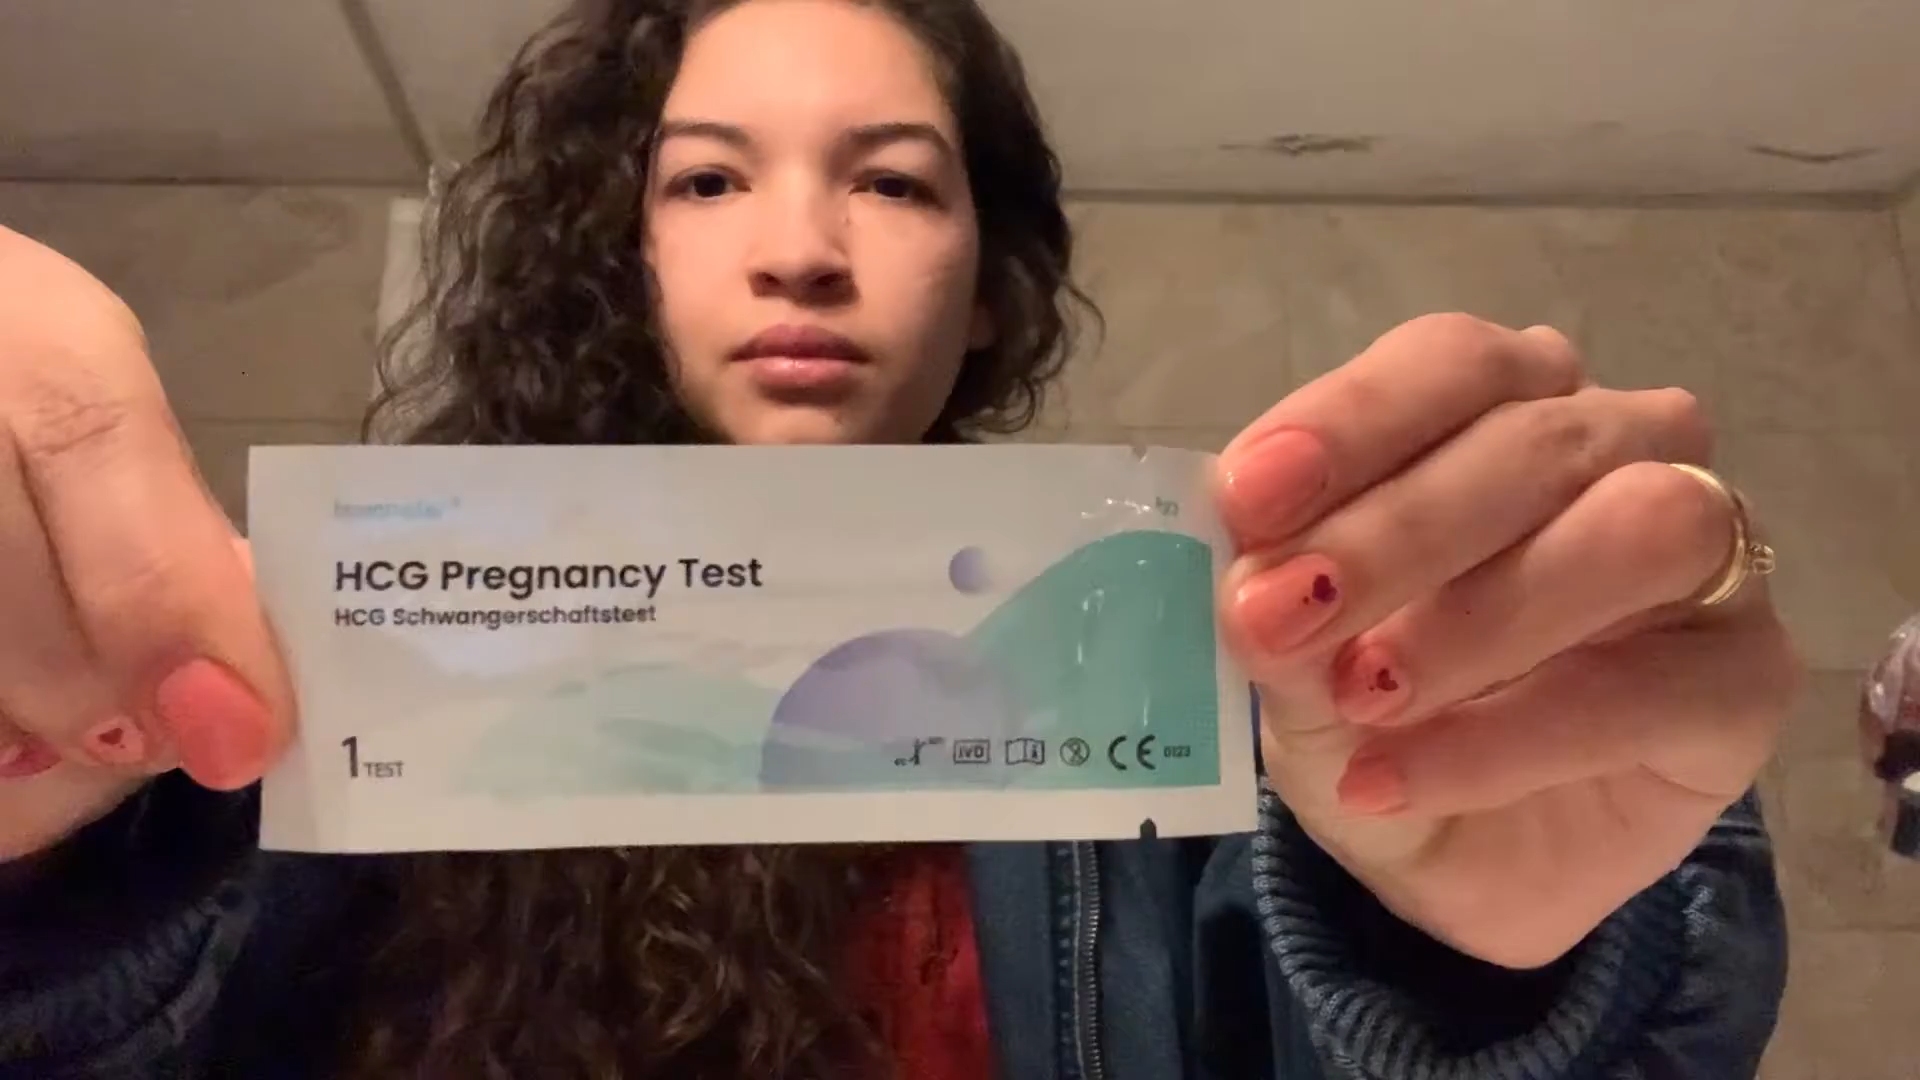 HCG Pregnancy Test
HCG Schwangerschaftstest
1 TEST
IVD
CE 0123